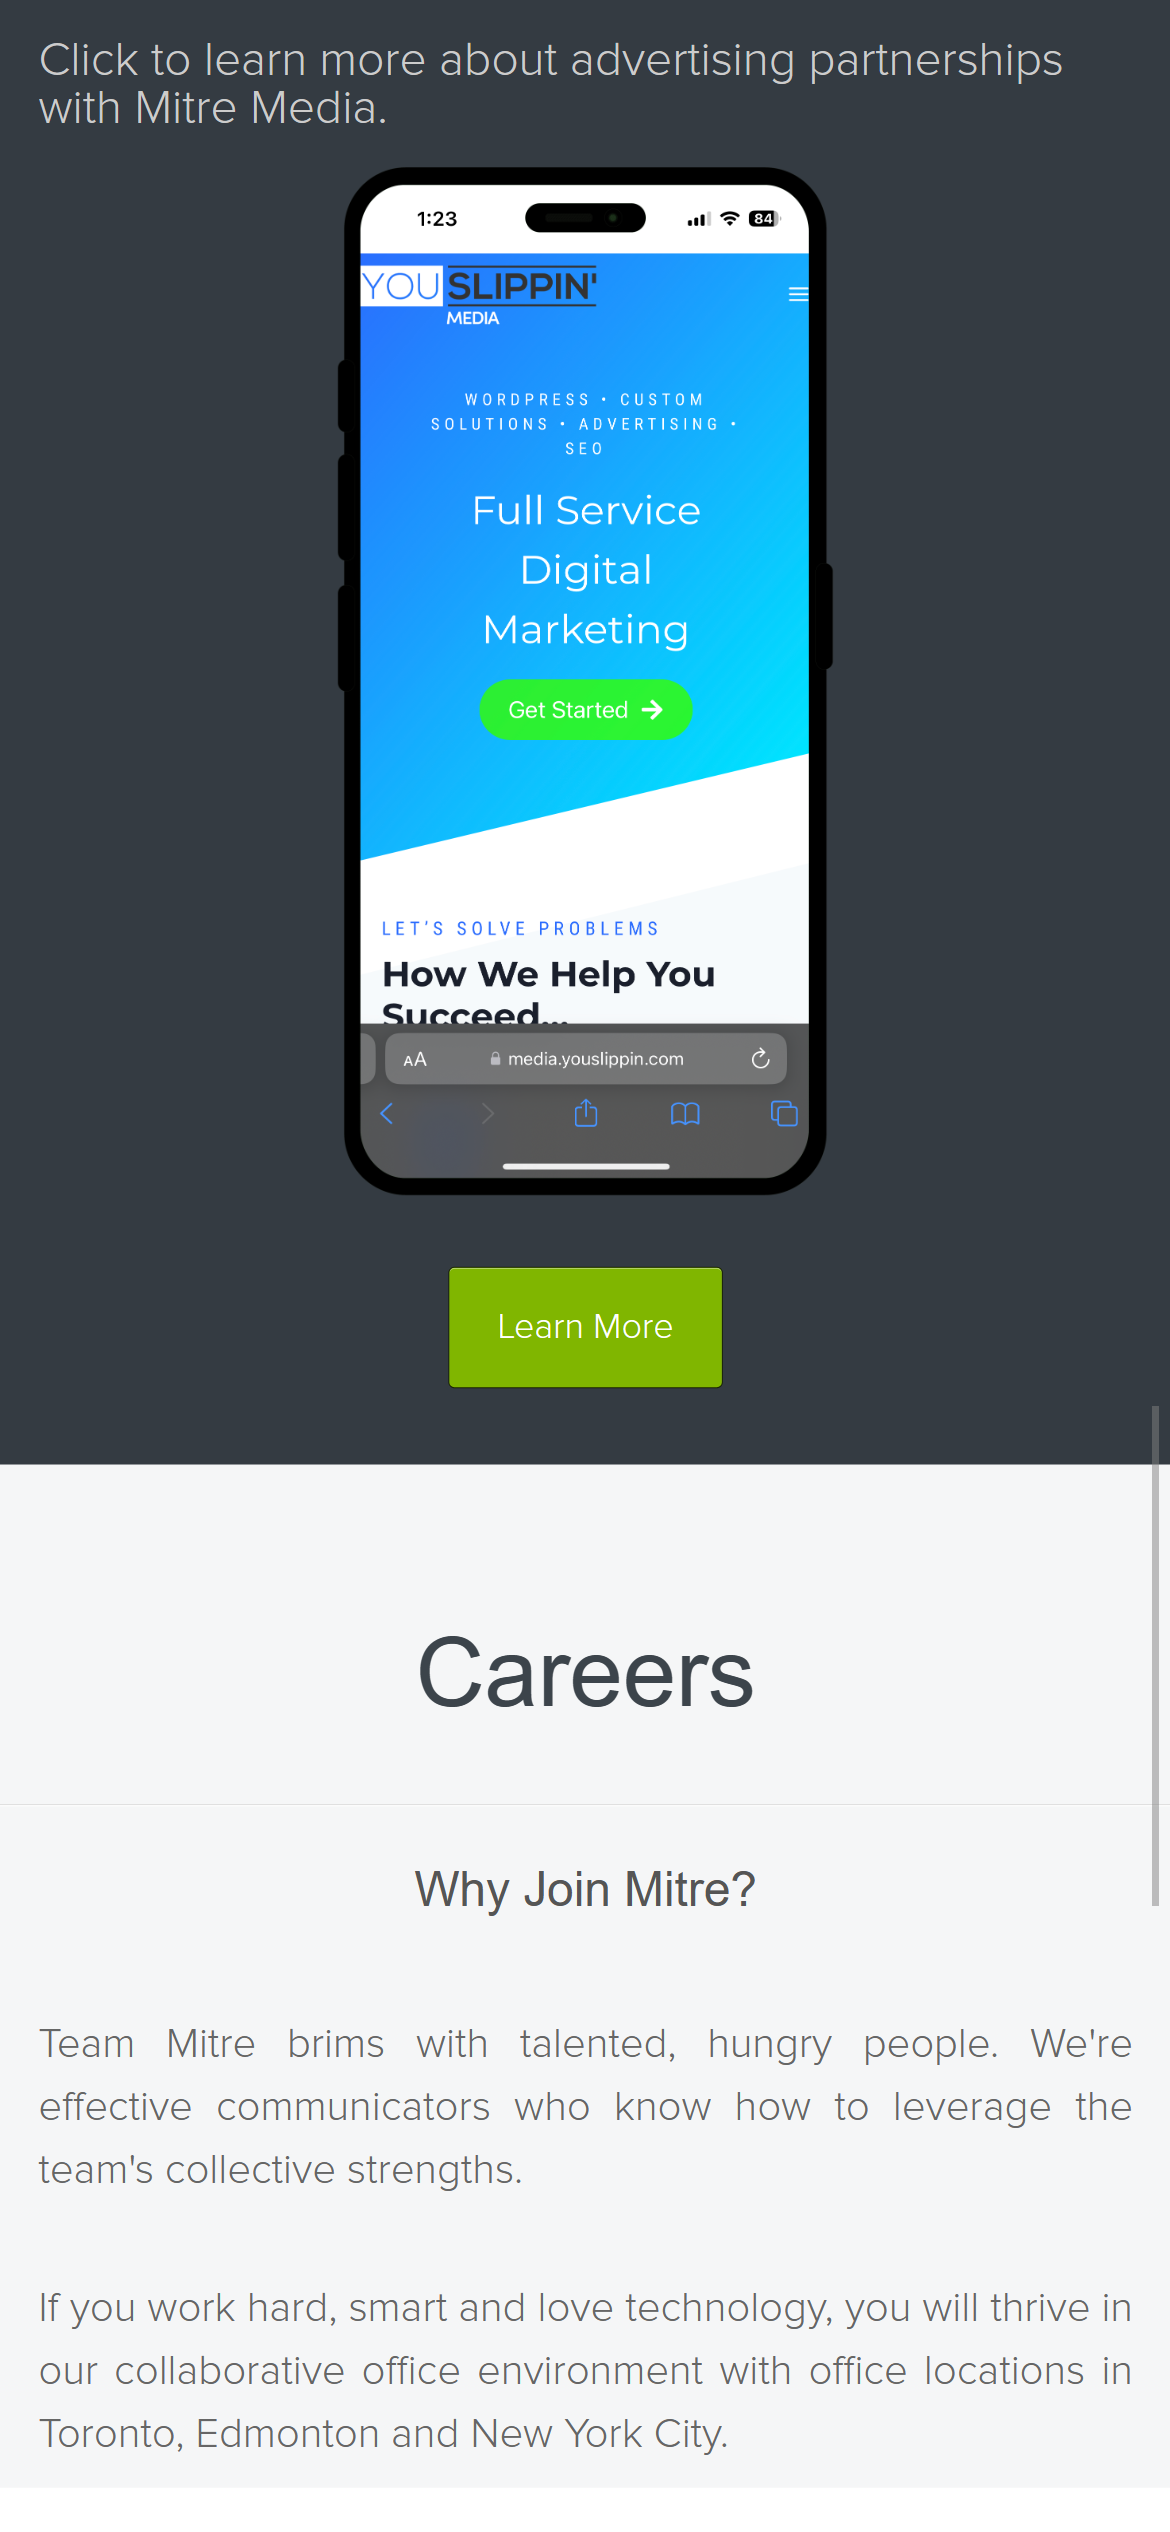 Click to learn more about advertising partnerships
with Mitre Media.
1:23
84
YOU SLIPPIN'
MEDIA
WORDPRESS • CUSTOM
SOLUTIONS • ADVERTISING •
SEO
Full Service
Digital
Marketing
Get Started
LET'S SOLVE PROBLEMS
How We Help You
Succeed...
AA media.youslippin.com
Learn More
Careers
Why Join Mitre?
Team Mitre brims with talented, hungry people. We're
effective communicators who know how to leverage the
team's collective strengths.
If you work hard, smart and love technology, you will thrive in
our collaborative office environment with office locations in
Toronto, Edmonton and New York City.